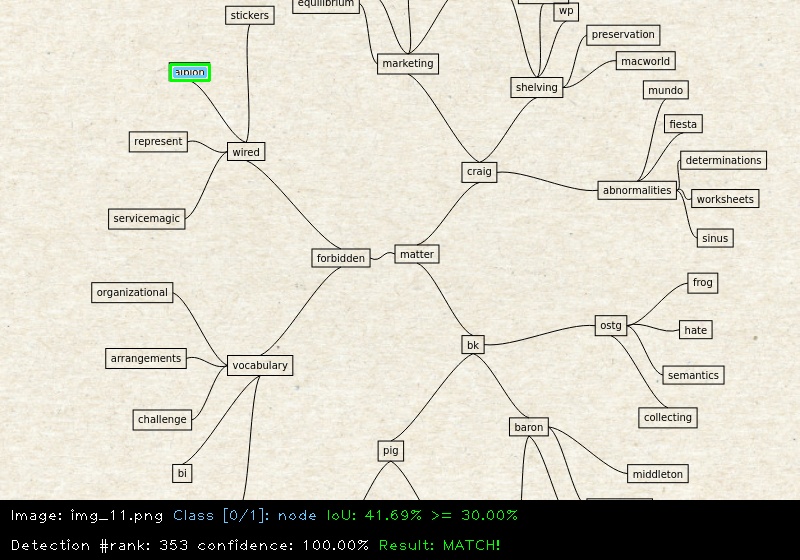 equilibrium
stickers
wp
preservation
macworld
marketing
shelving
mundo
fiesta
represent
wired
craig
determinations
abnormalities
worksheets
servicemagic
sinus
forbidden
matter
organizational
frog
ostg
hate
bk
arrangements
vocabulary
semantics
challenge
collecting
baron
pig
bi
middleton
Image: img_11.png Class [0/1]: node IoU: 41.69% >= 30.00%
Detection #rank: 353 confidence: 100.00% Result: MATCH!